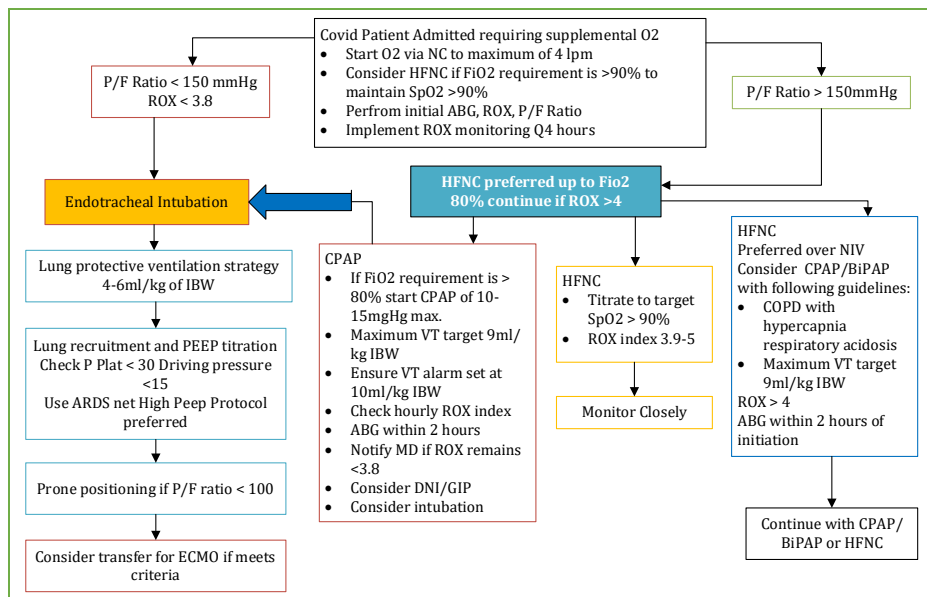 Covid Patient Admitted requiring supplemental O2
• Start O2 via NC to maximum of 4 lpm
• Consider HFNC if FiO2 requirement is >90% to
maintain SpO2 >90%
• Perfrom initial ABG, ROX, P/F Ratio
• Implement ROX monitoring Q4 hours
P/F Ratio < 150 mmHg
ROX < 3.8
P/F Ratio > 150mmHg
Endotracheal Intubation
HFNC preferred up to Fio2
80% continue if ROX >4
Lung protective ventilation strategy
4-6ml/kg of IBW
Lung recruitment and PEEP titration
Check P Plat < 30 Driving pressure
<15
Use ARDS net High Peep Protocol
preferred
Prone positioning if P/F ratio < 100
Consider transfer for ECMO if meets
criteria
CPAP
• If FiO2 requirement is >
80% start CPAP of 10-
15mgHg max.
• Maximum VT target 9ml/
kg IBW
• Ensure VT alarm set at
10ml/kg IBW
• Check hourly ROX index
• ABG within 2 hours
• Notify MD if ROX remains
<3.8
• Consider DNI/GIP
• Consider intubation
HFNC
• Titrate to target
SpO2 > 90%
• ROX index 3.9-5
Monitor Closely
HFNC
Preferred over NIV
Consider CPAP/BiPAP
with following guidelines:
• COPD with
hypercapnia
respiratory acidosis
• Maximum VT target
9ml/kg IBW
ROX > 4
ABG within 2 hours of
initiation
Continue with CPAP/
BiPAP or HFNC